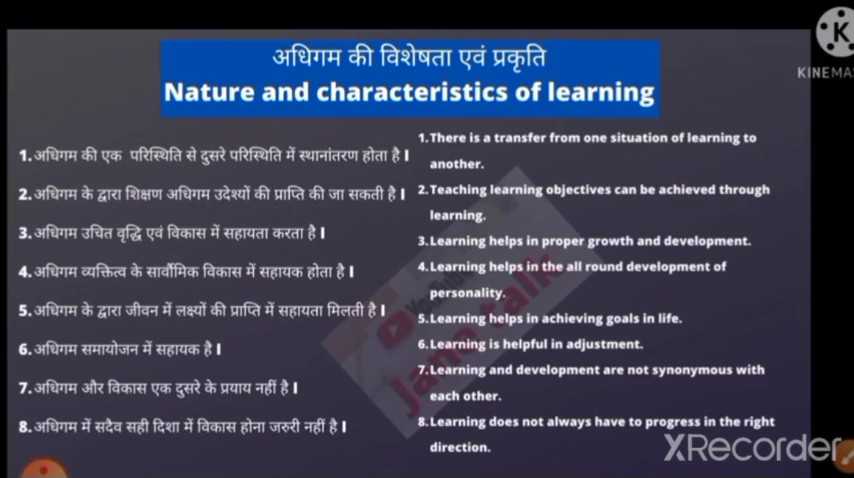 अधिगम की विशेषता एवं प्रकृति
Nature and characteristics of learning
1.अधिगम की एक परिस्थिति से दुसरे परिस्थिति में स्थानांतरण होता है I
2.अधिगम के द्वारा शिक्षण अधिगम उदेश्यों की प्राप्ति की जा सकती है I
3.अधिगम उचित वृद्धि एवं विकास में सहायता करता है I
4.अधिगम व्यक्तित्व के सार्वौमिक विकास में सहायक होता है I
5.अधिगम के द्वारा जीवन में लक्ष्यों की प्राप्ति में सहायता मिलती है I
6.अधिगम समायोजन में सहायक है I
7.अधिगम और विकास एक दुसरे के प्रयाय नहीं है I
8.अधिगम में सदैव सही दिशा में विकास होना जरुरी नहीं है I
1.There is a transfer from one situation of learning to
another.
2.Teaching learning objectives can be achieved through
learning.
3.Learning helps in proper growth and development.
4.Learning helps in the all round development of
personality.
5.Learning helps in achieving goals in life.
6.Learning is helpful in adjustment.
7.Learning and development are not synonymous with
each other.
8.Learning does not always have to progress in the right
direction.
K
KINEMA
talk
XRecorder